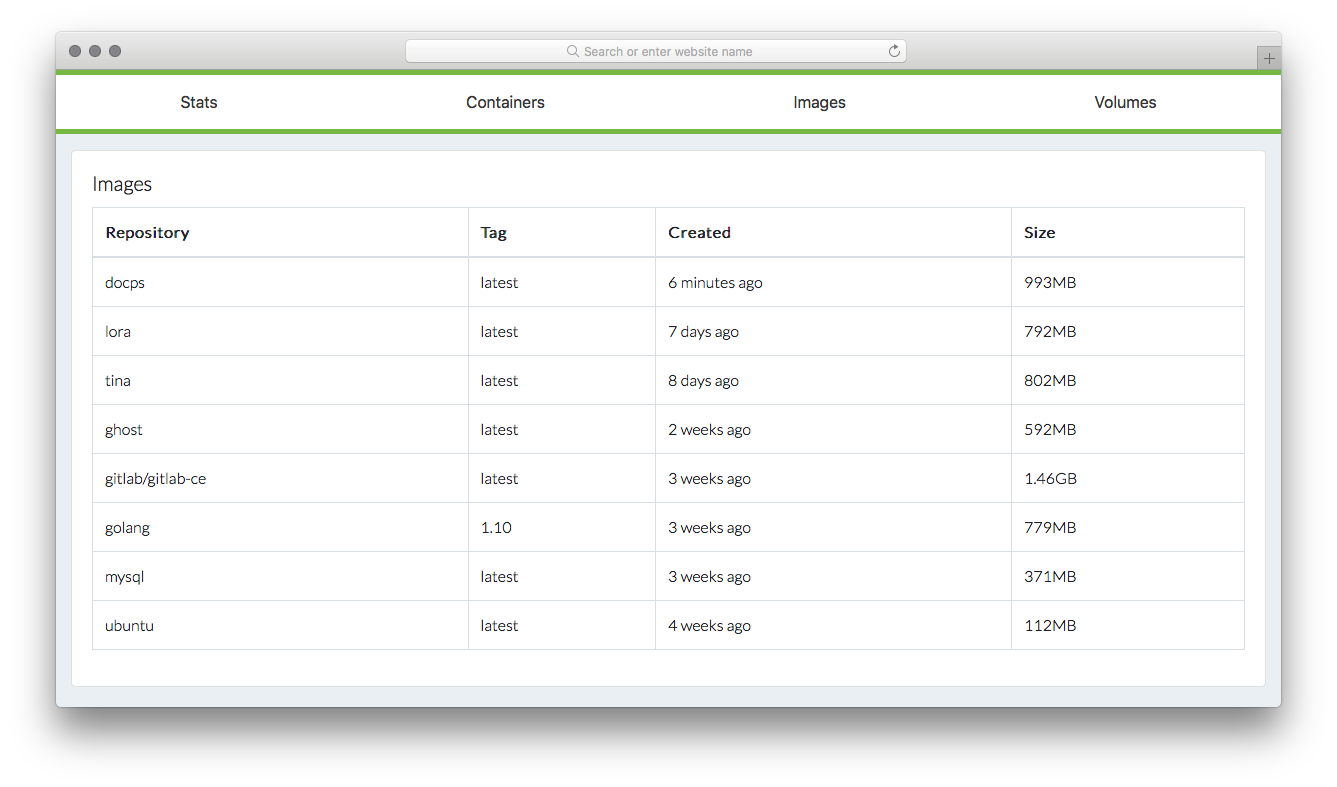 Search or enter website name
Stats Containers Images Volumes
Images
Repository Tag Created Size
docps latest 6 minutes ago 993MB
lora latest 7 days ago 792MB
tina latest 8 days ago 802MB
ghost latest 2 weeks ago 592MB
gitlab/gitlab-ce latest 3 weeks ago 1.46GB
golang 1.10 3 weeks ago 779MB
mysql latest 3 weeks ago 371MB
ubuntu latest 4 weeks ago 112MB